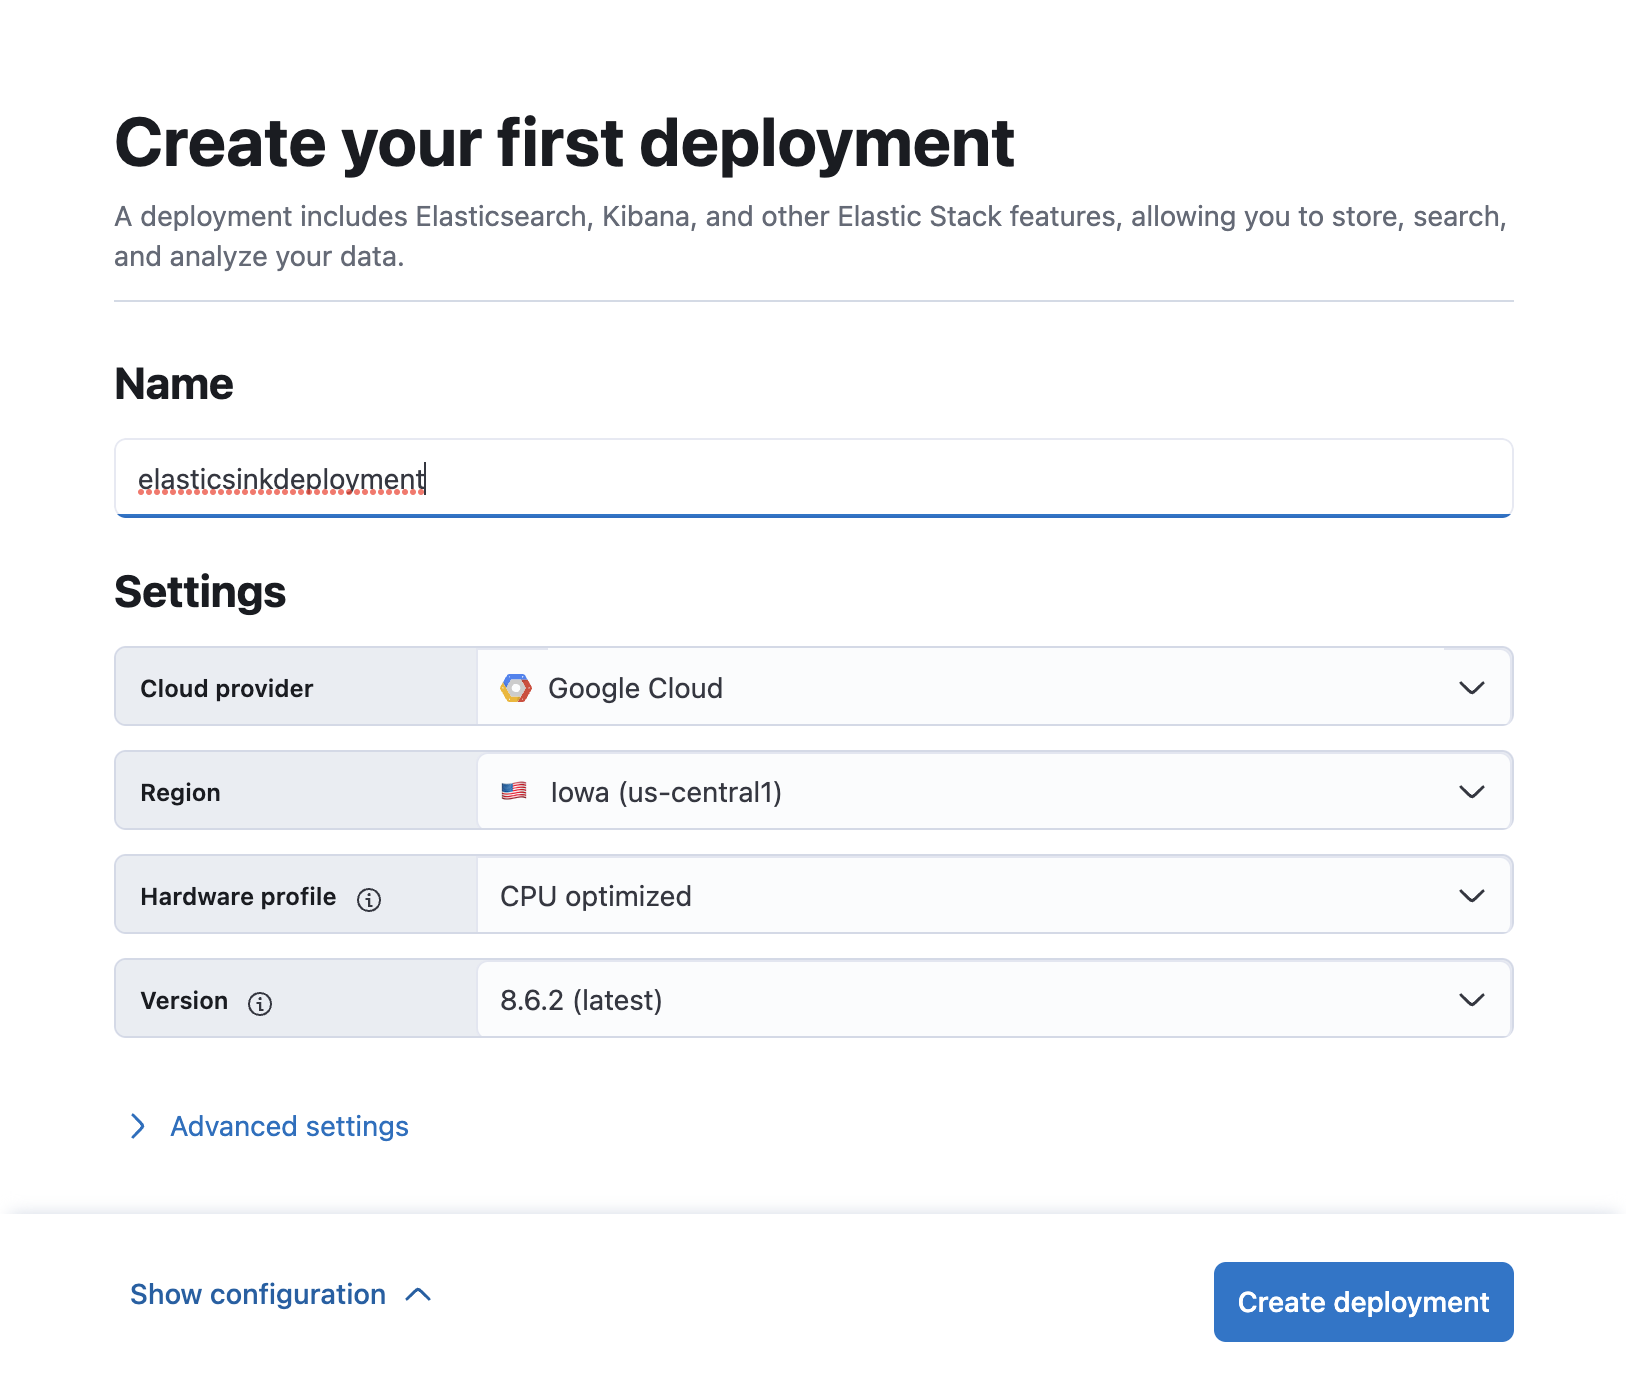 Create your first deployment
A deployment includes Elasticsearch, Kibana, and other Elastic Stack features, allowing you to store, search,
and analyze your data.
Name
elasticsinkdeployment
Settings
Cloud provider Google Cloud
Region Iowa (us-central1)
Hardware profile CPU optimized
Version 8.6.2 (latest)
Advanced settings
Show configuration Create deployment